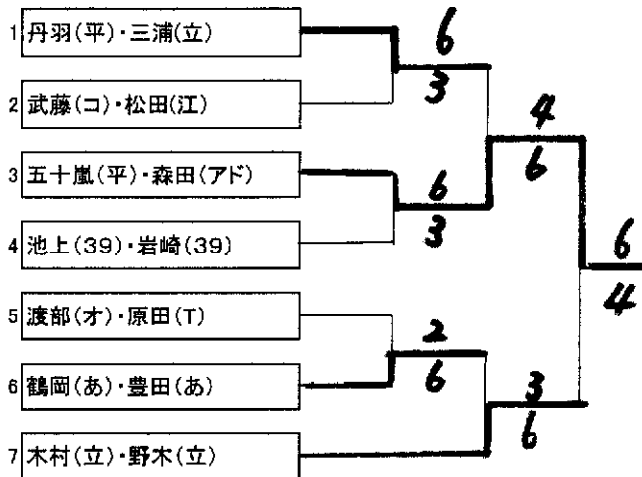 1 丹羽(平)・三浦(立)
6
3
2 武藤(コ)・松田(江)
4
6
3 五十嵐(平)・森田(アド)
6
3
4 池上(39)・岩崎(39)
6
4
5 渡部(オ)・原田(T)
2
6
6 鶴岡(あ)・豊田(あ)
3
6
7 木村(立)・野木(立)